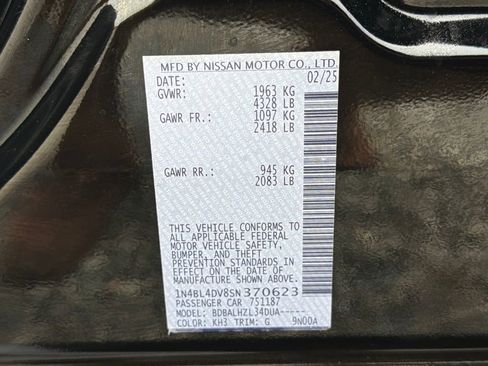 MFD BY NISSAN MOTOR CO., LTD.
DATE: 02/25
GVWR: 1963 KG
4328 LB
GAWR FR.: 1097 KG
2418 LB
GAWR RR.: 945 KG
2083 LB
THIS VEHICLE CONFORMS TO
ALL APPLICABLE FEDERAL
MOTOR VEHICLE SAFETY,
BUMPER, AND THEFT
PREVENTION STANDARDS IN
EFFECT ON THE DATE OF
MANUFACTURE SHOWN ABOVE.
1N4BL4DV8SN370623
PASSENGER CAR 751187
MODEL: BDBALHZL34DUA-----
COLOR: KH3 TRIM: G 9N00A